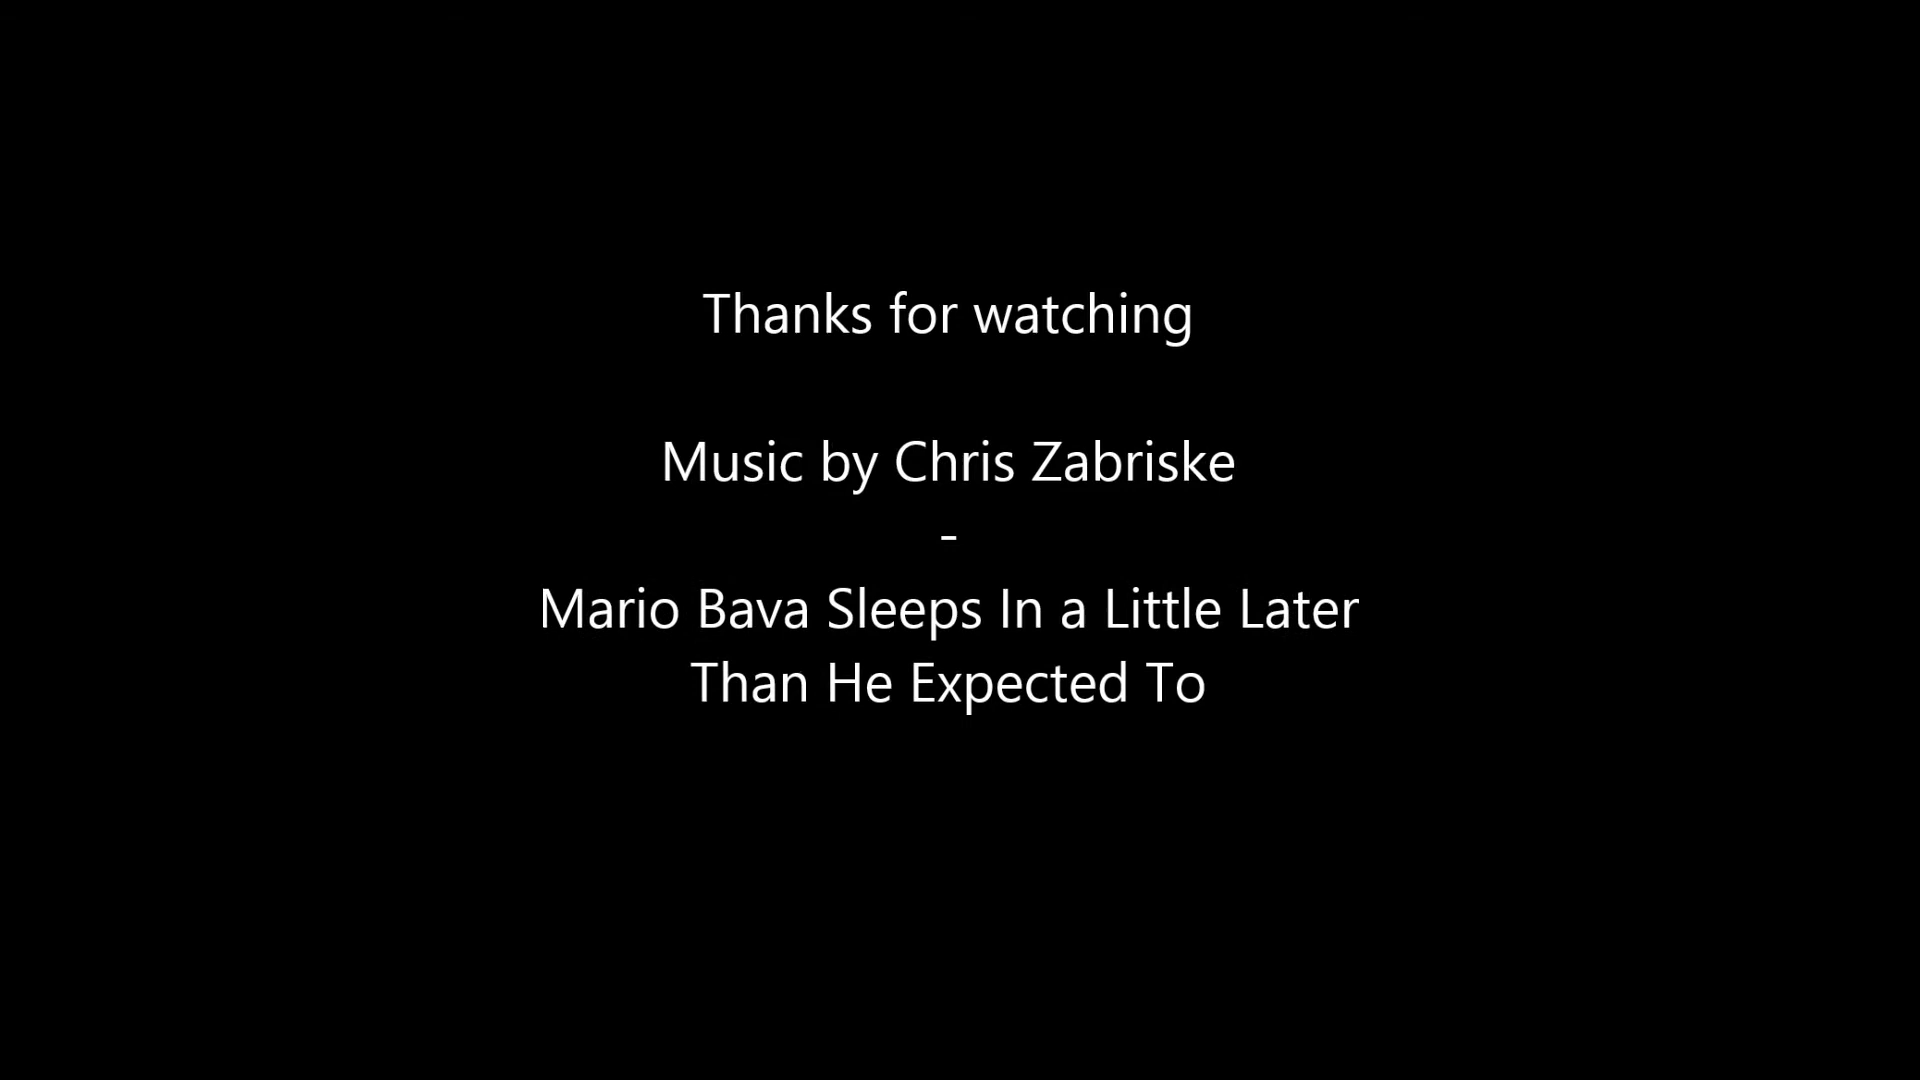 Thanks for watching
Music by Chris Zabriske
-
Mario Bava Sleeps In a Little Later
Than He Expected To